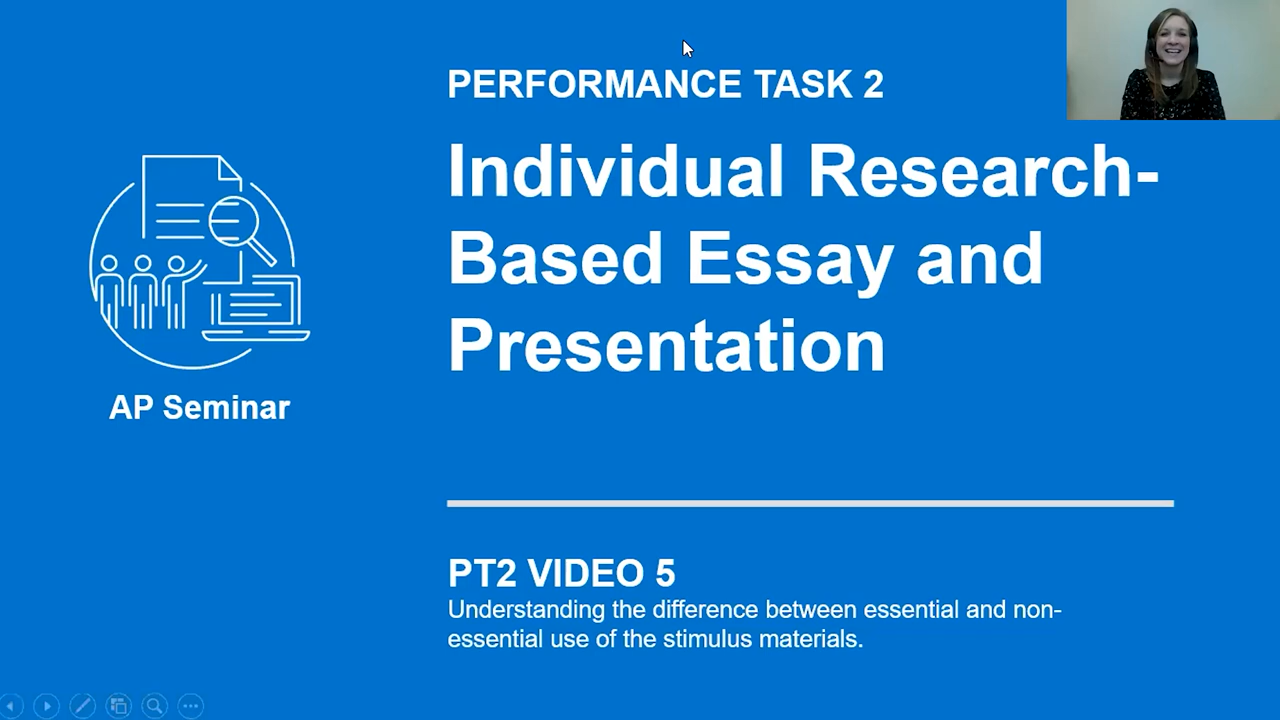 PERFORMANCE TASK 2
Individual Research-
Based Essay and
Presentation
AP Seminar
PT2 VIDEO 5
Understanding the difference between essential and non-
essential use of the stimulus materials.